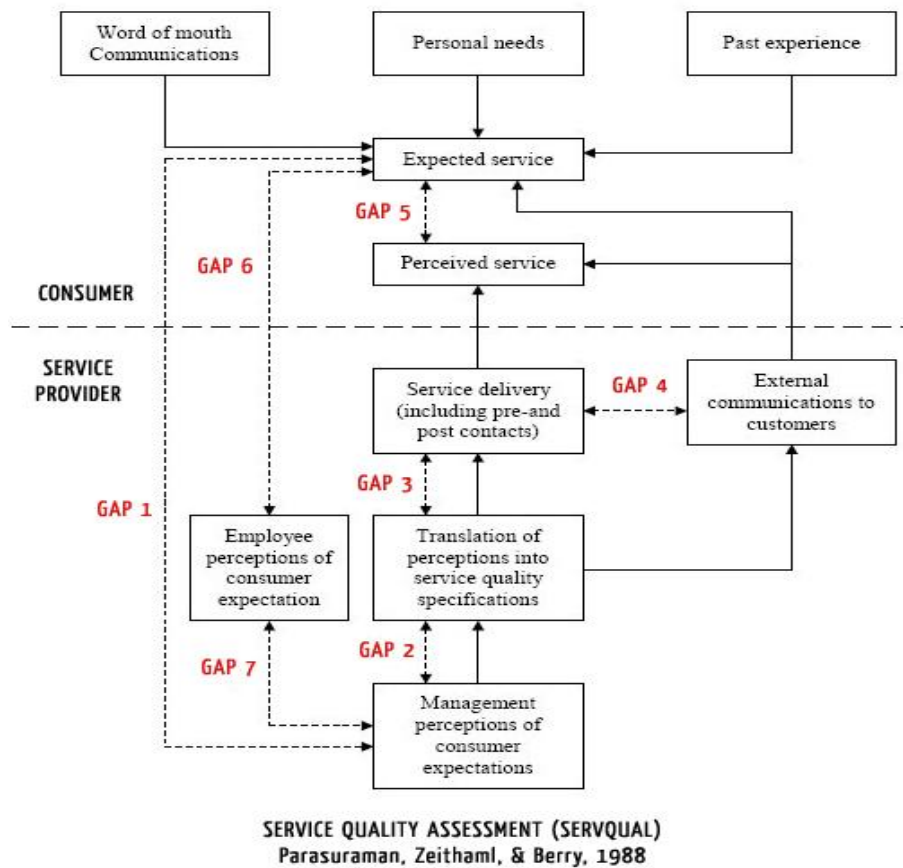 Word of mouth
Communications
Personal needs
Past experience
Expected service
GAP 5
GAP 6
Perceived service
CONSUMER
SERVICE
PROVIDER
Service delivery
(including pre-and
post contacts)
GAP 4
External
communications to
customers
GAP 3
GAP 1
Employee
perceptions of
consumer
expectation
Translation of
perceptions into
service quality
specifications
GAP 2
GAP 7
Management
perceptions of
consumer
expectations
SERVICE QUALITY ASSESSMENT (SERVQUAL)
Parasuraman, Zeithaml, & Berry, 1988